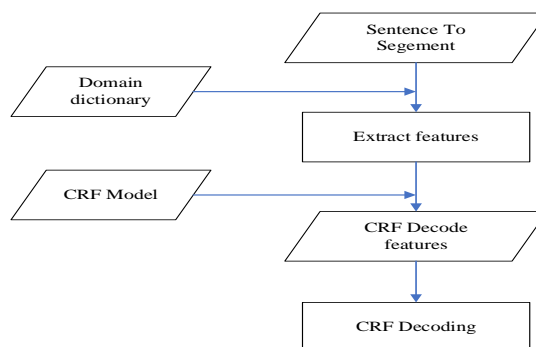 Sentence To
Segement
Domain
dictionary
Extract features
CRF Model
CRF Decode
features
CRF Decoding